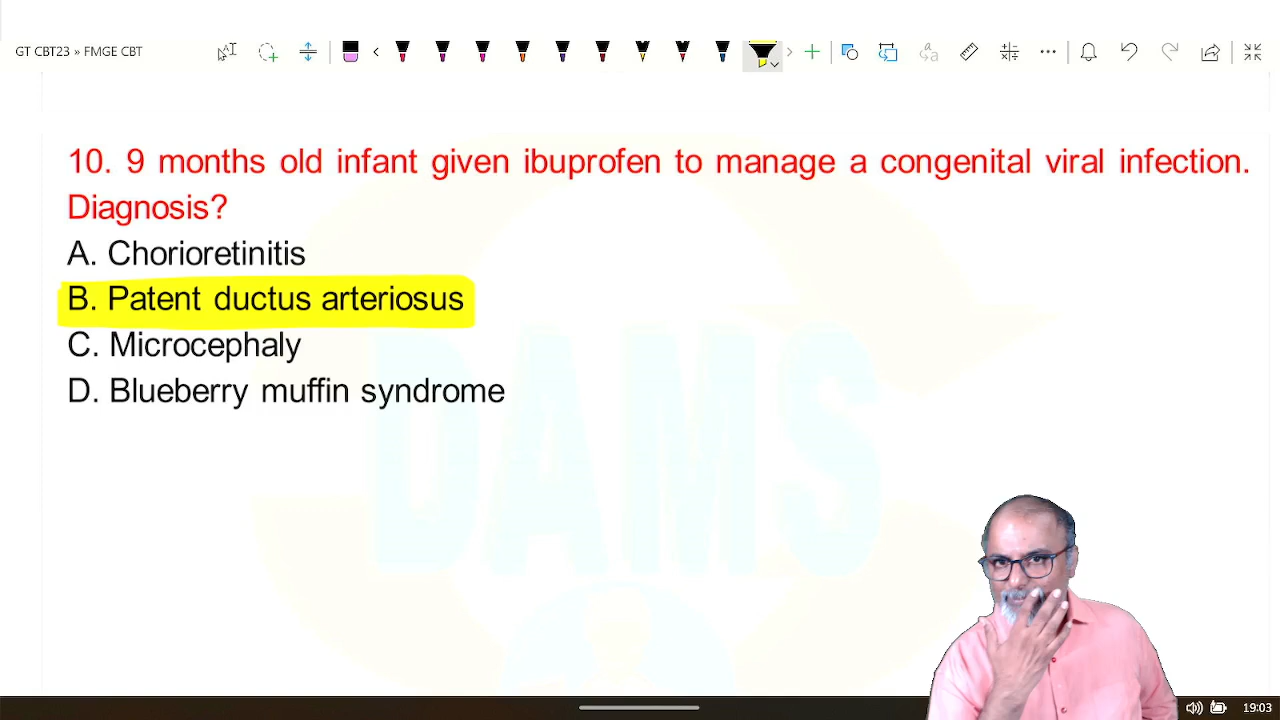 GT CBT23 » FMGE CBT
10. 9 months old infant given ibuprofen to manage a congenital viral infection.
Diagnosis?
A. Chorioretinitis
B. Patent ductus arteriosus
C. Microcephaly
D. Blueberry muffin syndrome
DAMS
19:03